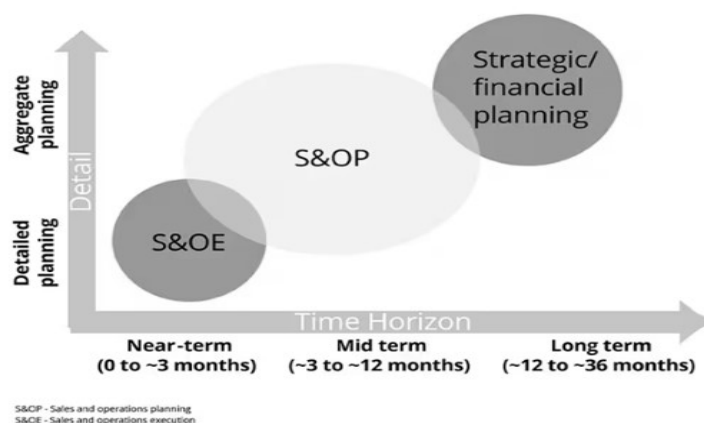 Strategic/
financial
planning
S&OP
S&OE
Aggregate
planning
Detailed
planning
Detail
Time Horizon
Near-term
(0 to ~3 months)
Mid term
(~3 to ~12 months)
Long term
(~12 to ~36 months)
S&OP - Sales and operations planning
S&OE - Sales and operations execution